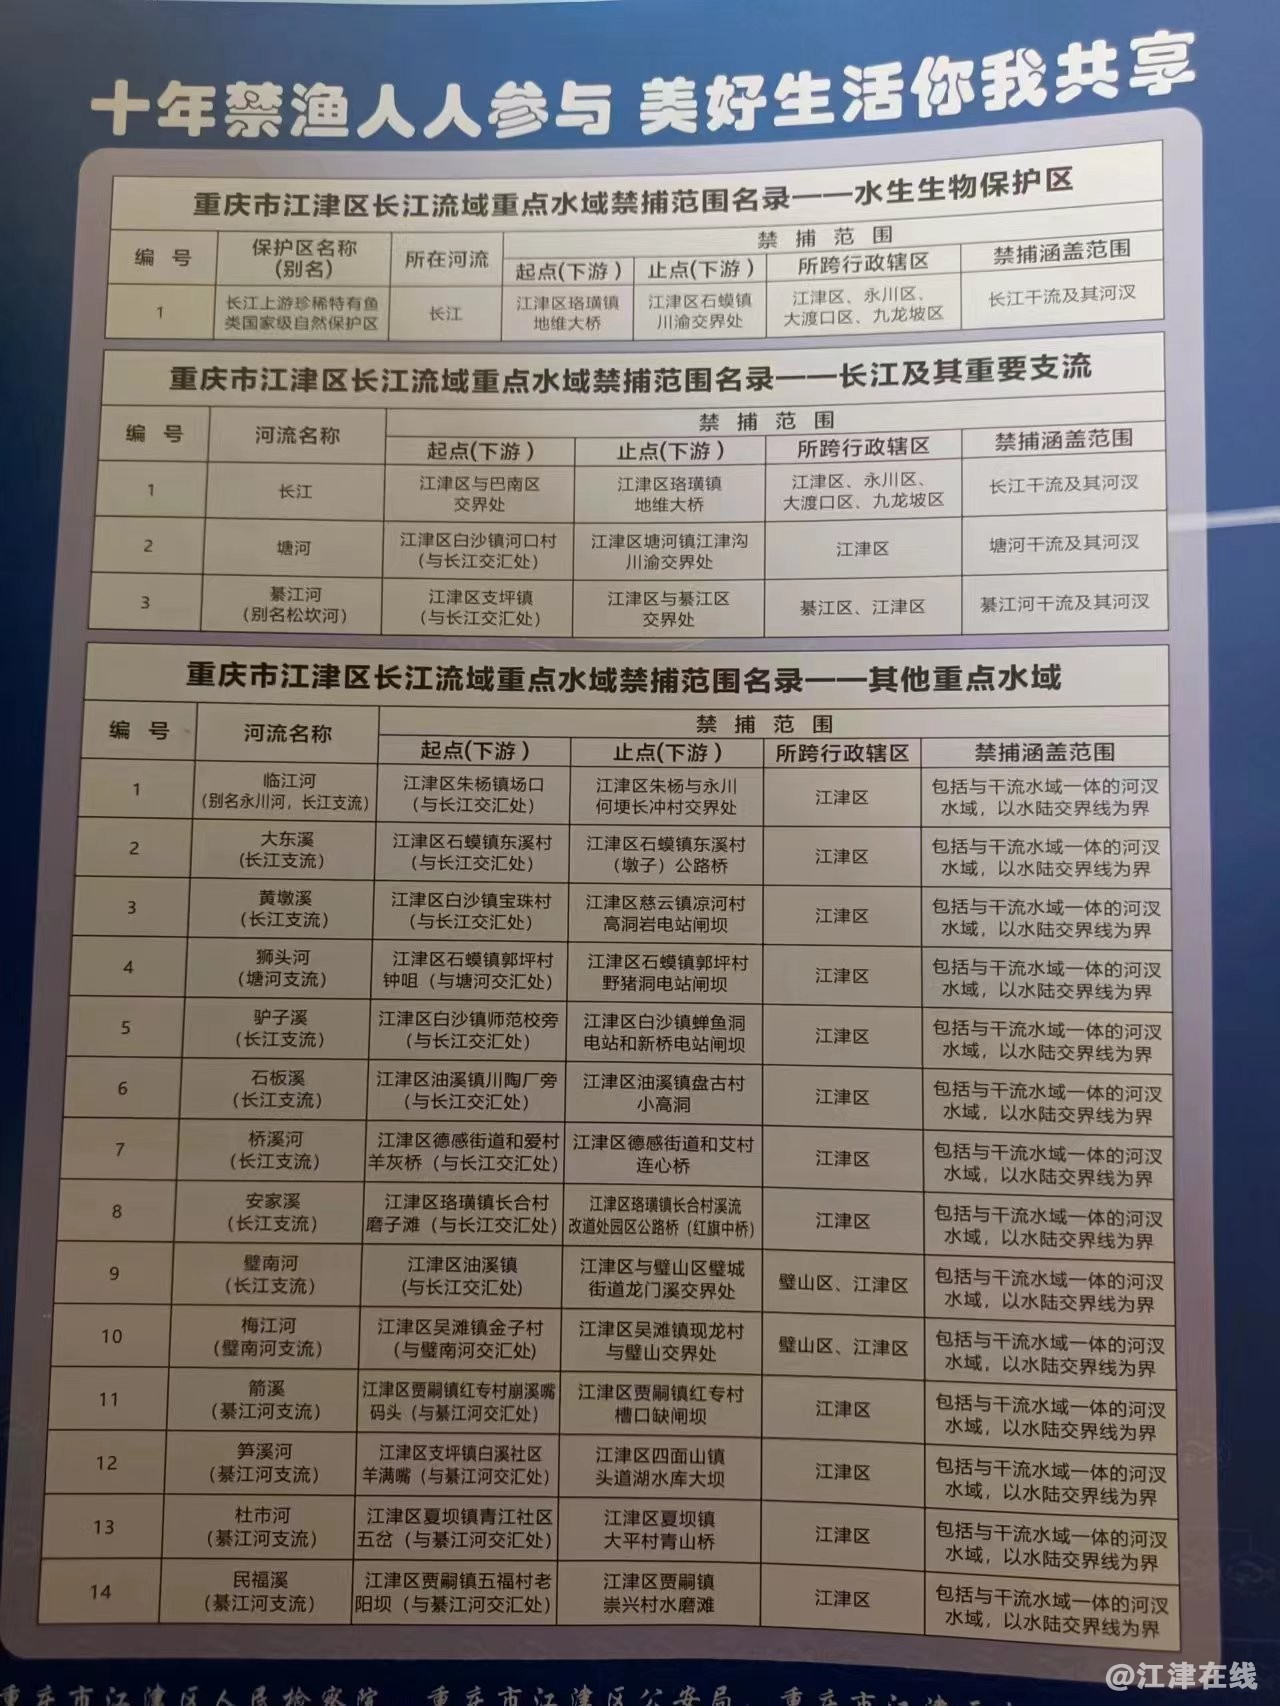 十年禁渔人人参与 美好生活你我共享
重庆市江津区长江流域重点水域禁捕范围名录——水生生物保护区
编 号 保护区名称(别名) 所在河流 禁 捕 范 围
起点(下游) 止点(下游) 所跨行政辖区 禁捕涵盖范围
1 长江上游珍稀特有鱼类国家级自然保护区 长江 江津区珞璜镇地维大桥 江津区石蟆镇川渝交界处 江津区、永川区、大渡口区、九龙坡区 长江干流及其河汊
重庆市江津区长江流域重点水域禁捕范围名录——长江及其重要支流
编 号 河流名称 禁 捕 范 围
起点(下游) 止点(下游) 所跨行政辖区 禁捕涵盖范围
1 长江 江津区与巴南区交界处 江津区珞璜镇地维大桥 江津区、永川区、大渡口区、九龙坡区 长江干流及其河汊
2 塘河 江津区白沙镇河口村(与长江交汇处) 江津区塘河镇江津沟川渝交界处 江津区 塘河干流及其河汊
3 綦江河(别名松坎河) 江津区支坪镇(与长江交汇处) 江津区与綦江区交界处 綦江区、江津区 綦江河干流及其河汊
重庆市江津区长江流域重点水域禁捕范围名录——其他重点水域
编 号 河流名称 禁 捕 范 围
起点(下游) 止点(下游) 所跨行政辖区 禁捕涵盖范围
1 临江河(别名永川河，长江支流) 江津区朱杨镇场口(与长江交汇处) 江津区朱杨与永川何埂长冲村交界处 江津区 包括与干流水域一体的河汊水域，以水陆交界线为界
2 大东溪(长江支流) 江津区石蟆镇东溪村(与长江交汇处) 江津区石蟆镇东溪村(墩子)公路桥 江津区 包括与干流水域一体的河汊水域，以水陆交界线为界
3 黄墩溪(长江支流) 江津区白沙镇宝珠村(与长江交汇处) 江津区慈云镇凉河村高洞岩电站闸坝 江津区 包括与干流水域一体的河汊水域，以水陆交界线为界
4 狮头河(塘河支流) 江津区石蟆镇郭坪村钟咀(与塘河交汇处) 江津区石蟆镇郭坪村野猪洞电站闸坝 江津区 包括与干流水域一体的河汊水域，以水陆交界线为界
5 驴子溪(长江支流) 江津区白沙镇师范校旁(与长江交汇处) 江津区白沙镇蝉鱼洞电站和新桥电站闸坝 江津区 包括与干流水域一体的河汊水域，以水陆交界线为界
6 石板溪(长江支流) 江津区油溪镇川陶厂旁(与长江交汇处) 江津区油溪镇盘古村小高洞 江津区 包括与干流水域一体的河汊水域，以水陆交界线为界
7 桥溪河(长江支流) 江津区德感街道和爱村羊灰桥(与长江交汇处) 江津区德感街道和艾村连心桥 江津区 包括与干流水域一体的河汊水域，以水陆交界线为界
8 安家溪(长江支流) 江津区珞璜镇长合村磨子滩(与长江交汇处) 江津区珞璜镇长合村溪流改道处园区公路桥(红旗中桥) 江津区 包括与干流水域一体的河汊水域，以水陆交界线为界
9 璧南河(长江支流) 江津区油溪镇(与长江交汇处) 江津区与璧山区璧城街道龙门溪交界处 璧山区、江津区 包括与干流水域一体的河汊水域，以水陆交界线为界
10 梅江河(璧南河支流) 江津区吴滩镇金子村(与璧南河交汇处) 江津区吴滩镇现龙村与璧山交界处 璧山区、江津区 包括与干流水域一体的河汊水域，以水陆交界线为界
11 箭溪(綦江河支流) 江津区贾嗣镇红专村崩溪嘴码头(与綦江河交汇处) 江津区贾嗣镇红专村槽口缺闸坝 江津区 包括与干流水域一体的河汊水域，以水陆交界线为界
12 笋溪河(綦江河支流) 江津区支坪镇白溪社区羊满嘴(与綦江河交汇处) 江津区四面山镇头道湖水库大坝 江津区 包括与干流水域一体的河汊水域，以水陆交界线为界
13 杜市河(綦江河支流) 江津区夏坝镇青江社区五岔(与綦江河交汇处) 江津区夏坝镇大平村青山桥 江津区 包括与干流水域一体的河汊水域，以水陆交界线为界
14 民福溪(綦江河支流) 江津区贾嗣镇五福村老阳坝(与綦江河交汇处) 江津区贾嗣镇崇兴村水磨滩 江津区 包括与干流水域一体的河汊水域，以水陆交界线为界
重庆市江津区人民检察院 重庆市江津区公安局 重庆市江津
@江津在线